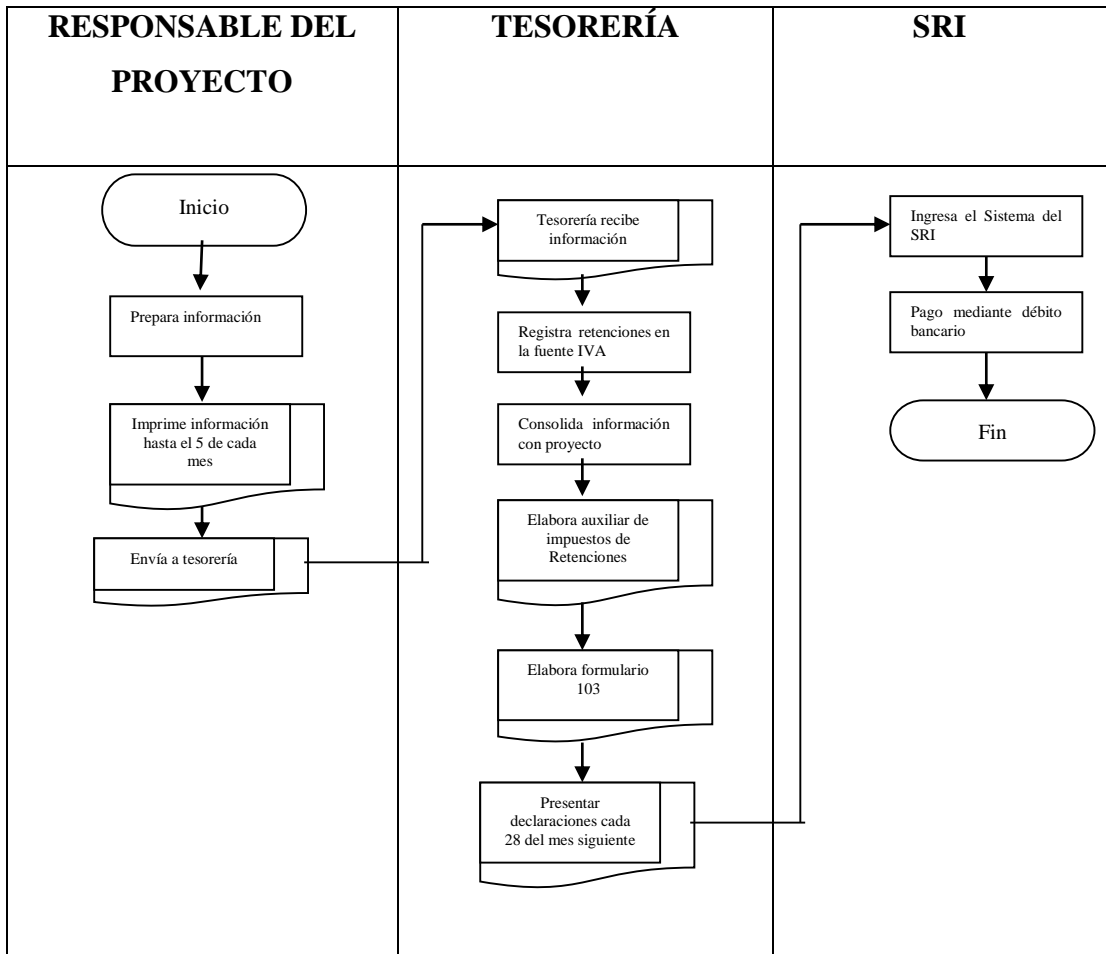 RESPONSABLE DEL
PROYECTO
TESORERÍA
SRI
Inicio
Prepara información
Imprime información
hasta el 5 de cada
mes
Envía a tesorería
Tesorería recibe
información
Registra retenciones en
la fuente IVA
Consolida información
con proyecto
Elabora auxiliar de
impuestos de
Retenciones
Elabora formulario
103
Presentar
declaraciones cada
28 del mes siguiente
Ingresa el Sistema del
SRI
Pago mediante débito
bancario
Fin